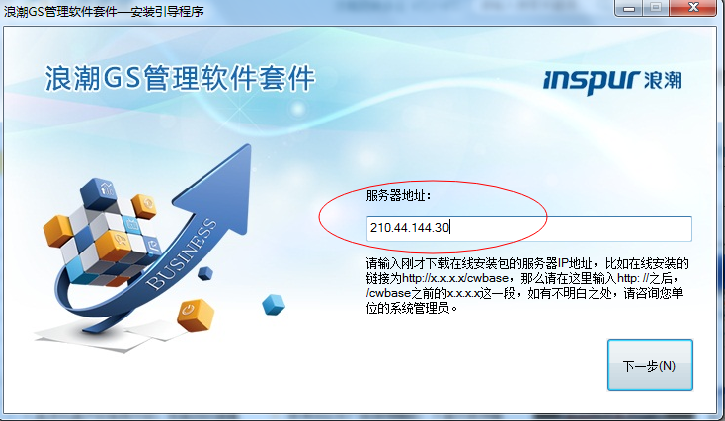 浪潮GS管理软件套件—安装引导程序
浪潮GS管理软件套件
inspur 浪潮
BUSINESS
服务器地址：
210.44.144.30
请输入刚才下载在线安装包的服务器IP地址，比如在线安装的
链接为http://x.x.x.x/cwbase，那么请在这里输入http: //之后，
/cwbase之前的x.x.x.x这一段，如有不明白之处，请咨询您单
位的系统管理员。
下一步(N)